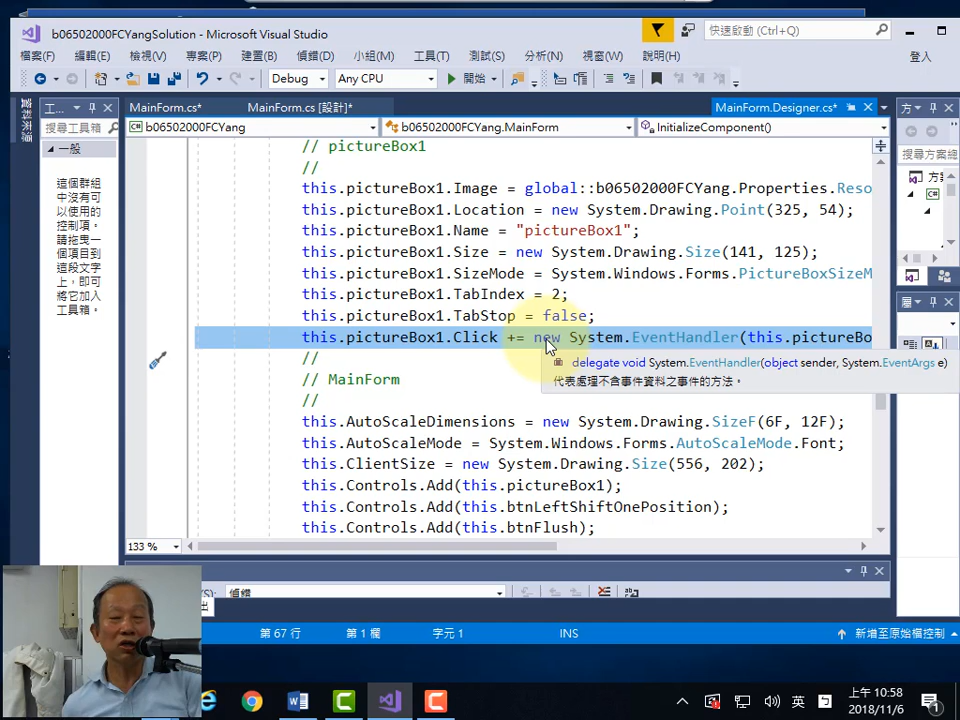 b06502000FCYangSolution - Microsoft Visual Studio
快速啟動 (Ctrl+Q)
檔案(F) 編輯(E) 檢視(V) 專案(P) 建置(B) 偵錯(D) 小組(M) 工具(T) 測試(S) 分析(N) 視窗(W) 說明(H)
登入
Debug Any CPU 開始
MainForm.cs* MainForm.cs [設計]* MainForm.Designer.cs*
工...
搜尋工具箱
一般
這個群組
中沒有可
以使用的
控制項。
請拖曳一
個項目到
這段文字
上，即可
將它加入
工具箱。
b06502000FCYang b06502000FCYang.MainForm InitializeComponent()
// pictureBox1
//
this.pictureBox1.Image = global::b06502000FCYang.Properties.Reso
this.pictureBox1.Location = new System.Drawing.Point(325, 54);
this.pictureBox1.Name = "pictureBox1";
this.pictureBox1.Size = new System.Drawing.Size(141, 125);
this.pictureBox1.SizeMode = System.Windows.Forms.PictureBoxSizeM
this.pictureBox1.TabIndex = 2;
this.pictureBox1.TabStop = false;
this.pictureBox1.Click += new System.EventHandler(this.pictureBo
delegate void System.EventHandler(object sender, System.EventArgs e)
代表處理不含事件資料之事件的方法。
//
// MainForm
//
this.AutoScaleDimensions = new System.Drawing.SizeF(6F, 12F);
this.AutoScaleMode = System.Windows.Forms.AutoScaleMode.Font;
this.ClientSize = new System.Drawing.Size(556, 202);
this.Controls.Add(this.pictureBox1);
this.Controls.Add(this.btnLeftShiftOnePosition);
this.Controls.Add(this.btnFlush);
133 %
方...
搜尋方案總
方案
屬...
(S): 偵錯
出
第 67 行 第 1 欄 字元 1 INS 新增至原始檔控制
英
上午 10:58
2018/11/6
1